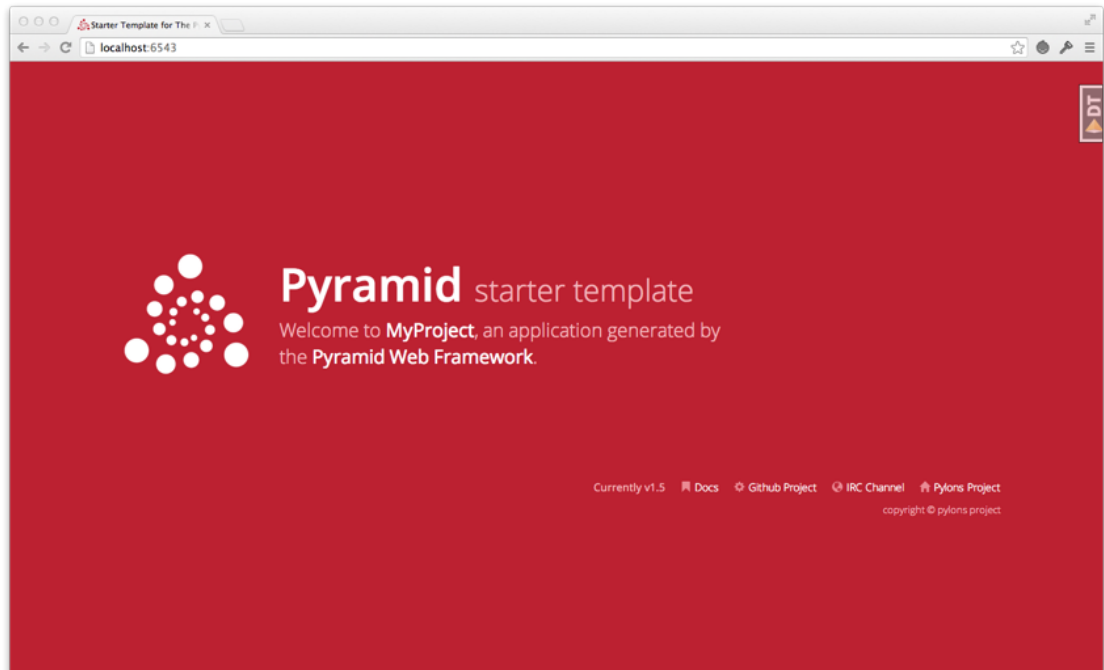 Starter Template for The P
localhost:6543
DT
Pyramid starter template
Welcome to MyProject, an application generated by
the Pyramid Web Framework.
Currently v1.5 Docs Github Project IRC Channel Pylons Project
copyright © pylons project